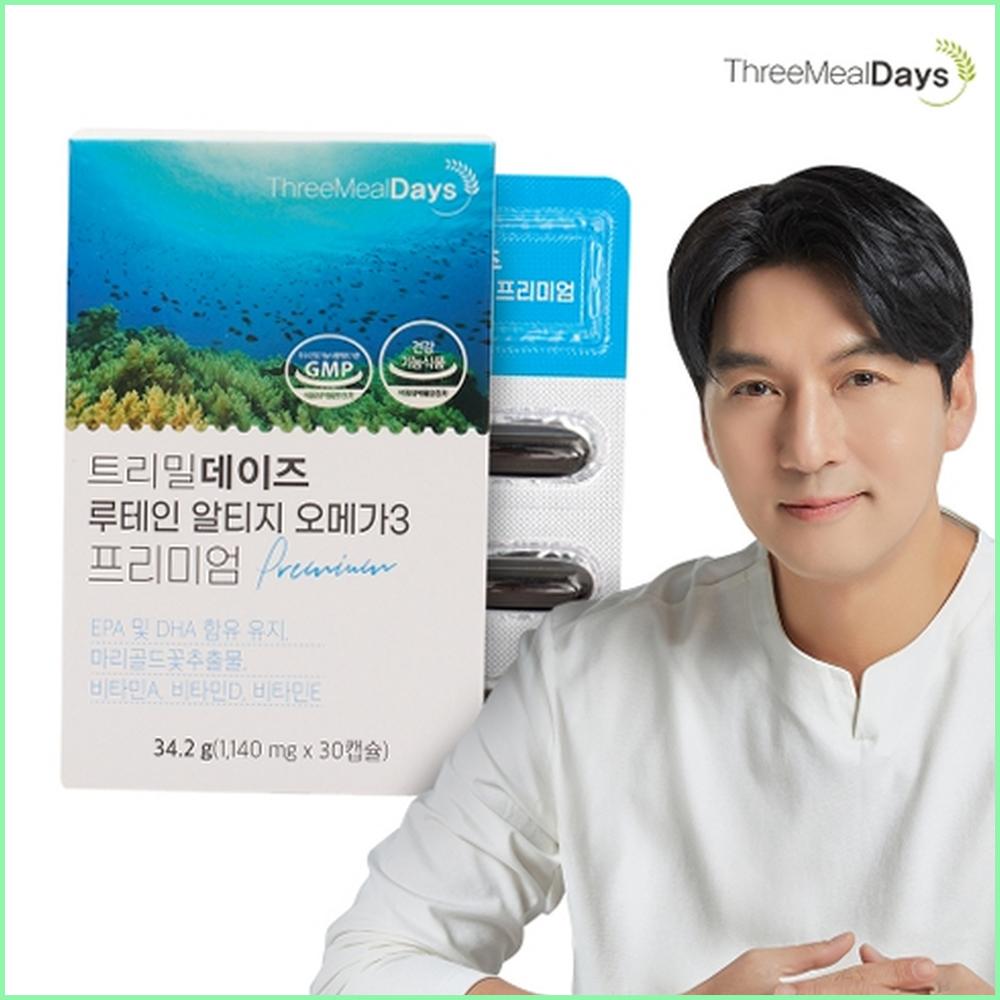 ThreeMealDays
ThreeMealDays
프리미엄
GMP
건강
기능식품
트리밀데이즈
루테인 알티지 오메가3
프리미엄 Premium
EPA 및 DHA 함유 유지,
마리골드꽃추출물,
비타민A, 비타민D, 비타민E
34.2 g(1,140 mg x 30캡슐)